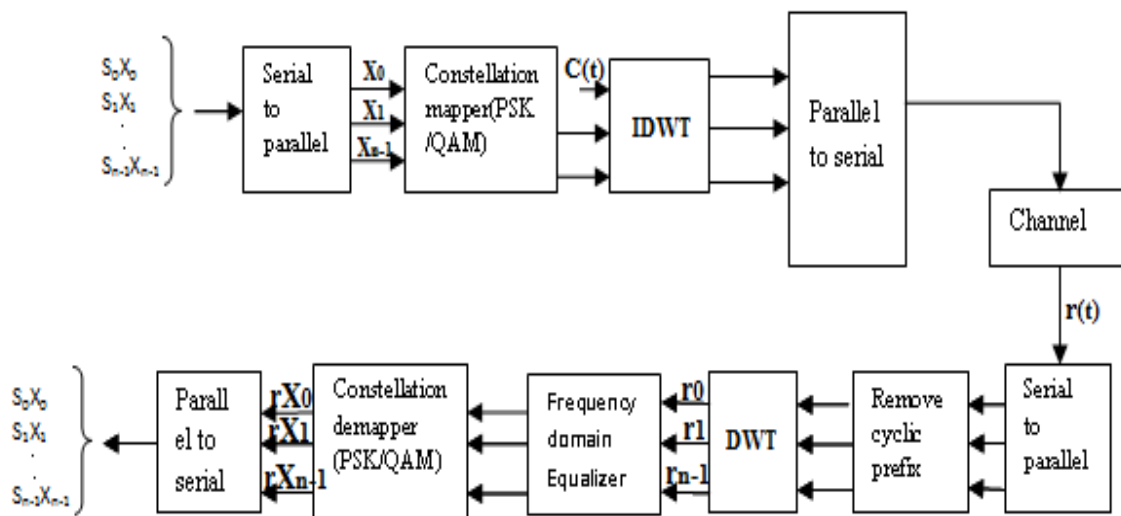 S₀X₀
S₁X₁
.
.
Sₙ₋₁Xₙ₋₁
Serial
to
parallel
X0
X1
Xn-1
Constellation
mapper(PSK
/QAM)
C(t)
IDWT
Parallel
to serial
Channel
r(t)
Serial
to
parallel
Remove
cyclic
prefix
DWT
r0
r1
rn-1
Frequency
domain
Equalizer
Constellation
demapper
(PSK/QAM)
rX0
rX1
rXn-1
Parall
el to
serial
S₀X₀
S₁X₁
.
.
Sₙ₋₁Xₙ₋₁